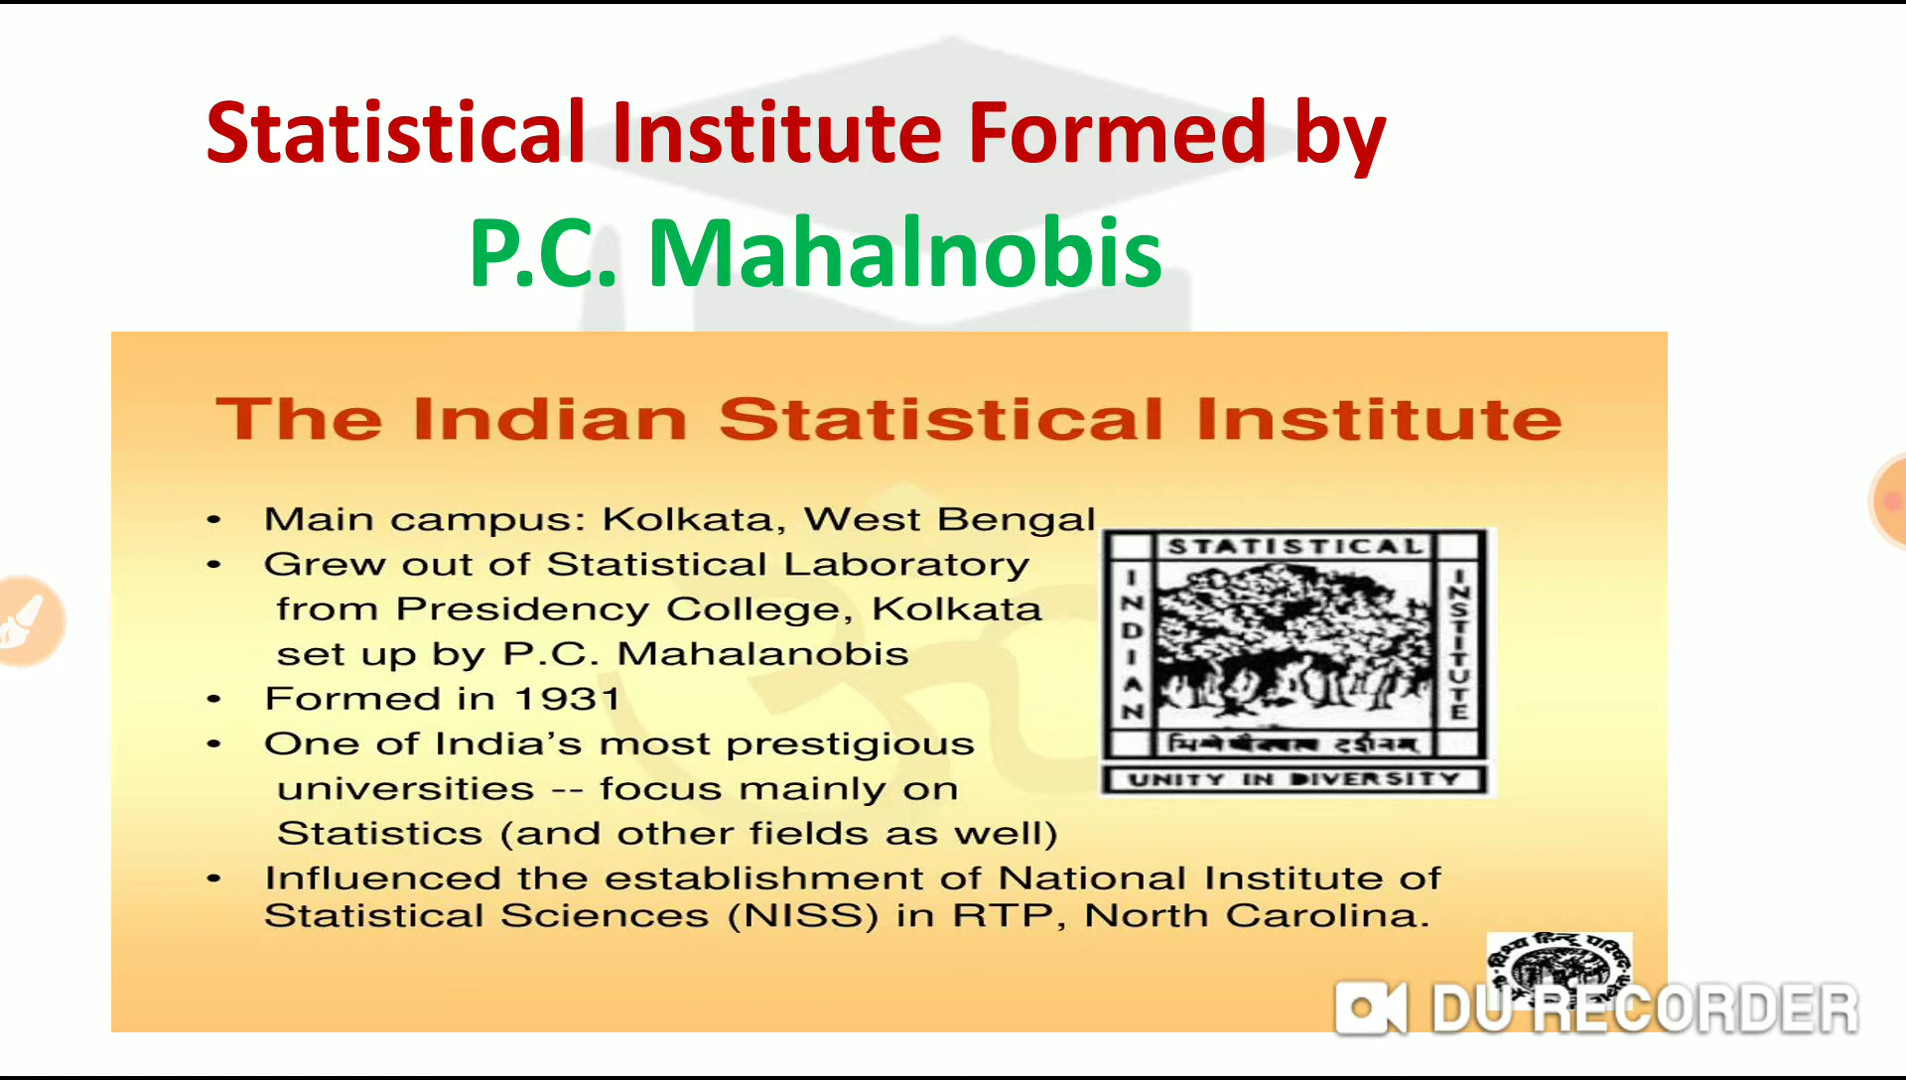 Statistical Institute Formed by
P.C. Mahalnobis
The Indian Statistical Institute
• Main campus: Kolkata, West Bengal
• Grew out of Statistical Laboratory
from Presidency College, Kolkata
set up by P.C. Mahalanobis
• Formed in 1931
• One of India's most prestigious
universities -- focus mainly on
Statistics (and other fields as well)
• Influenced the establishment of National Institute of
Statistical Sciences (NISS) in RTP, North Carolina.
STATISTICAL
INDIAN
INSTITUTE
UNITY IN DIVERSITY
DU RECORDER